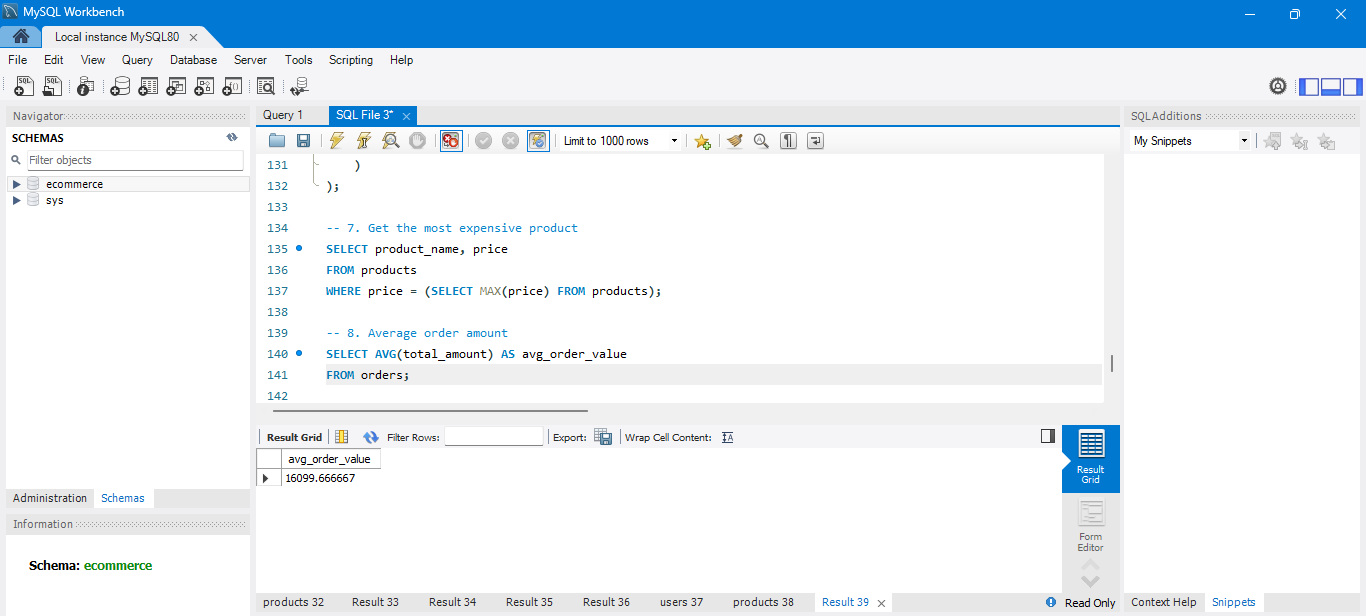 MySQL Workbench
Local instance MySQL80
File Edit View Query Database Server Tools Scripting Help
Navigator
SCHEMAS
Filter objects
ecommerce
sys
Administration Schemas
Information
Schema: ecommerce
Query 1 SQL File 3*
Limit to 1000 rows
131 )
132 );
133
134 -- 7. Get the most expensive product
135 SELECT product_name, price
136 FROM products
137 WHERE price = (SELECT MAX(price) FROM products);
138
139 -- 8. Average order amount
140 SELECT AVG(total_amount) AS avg_order_value
141 FROM orders;
142
Result Grid Filter Rows: Export: Wrap Cell Content:
avg_order_value
16099.666667
Result
Grid
Form
Editor
products 32 Result 33 Result 34 Result 35 Result 36 users 37 products 38 Result 39 Read Only
SQLAdditions
My Snippets
Context Help Snippets